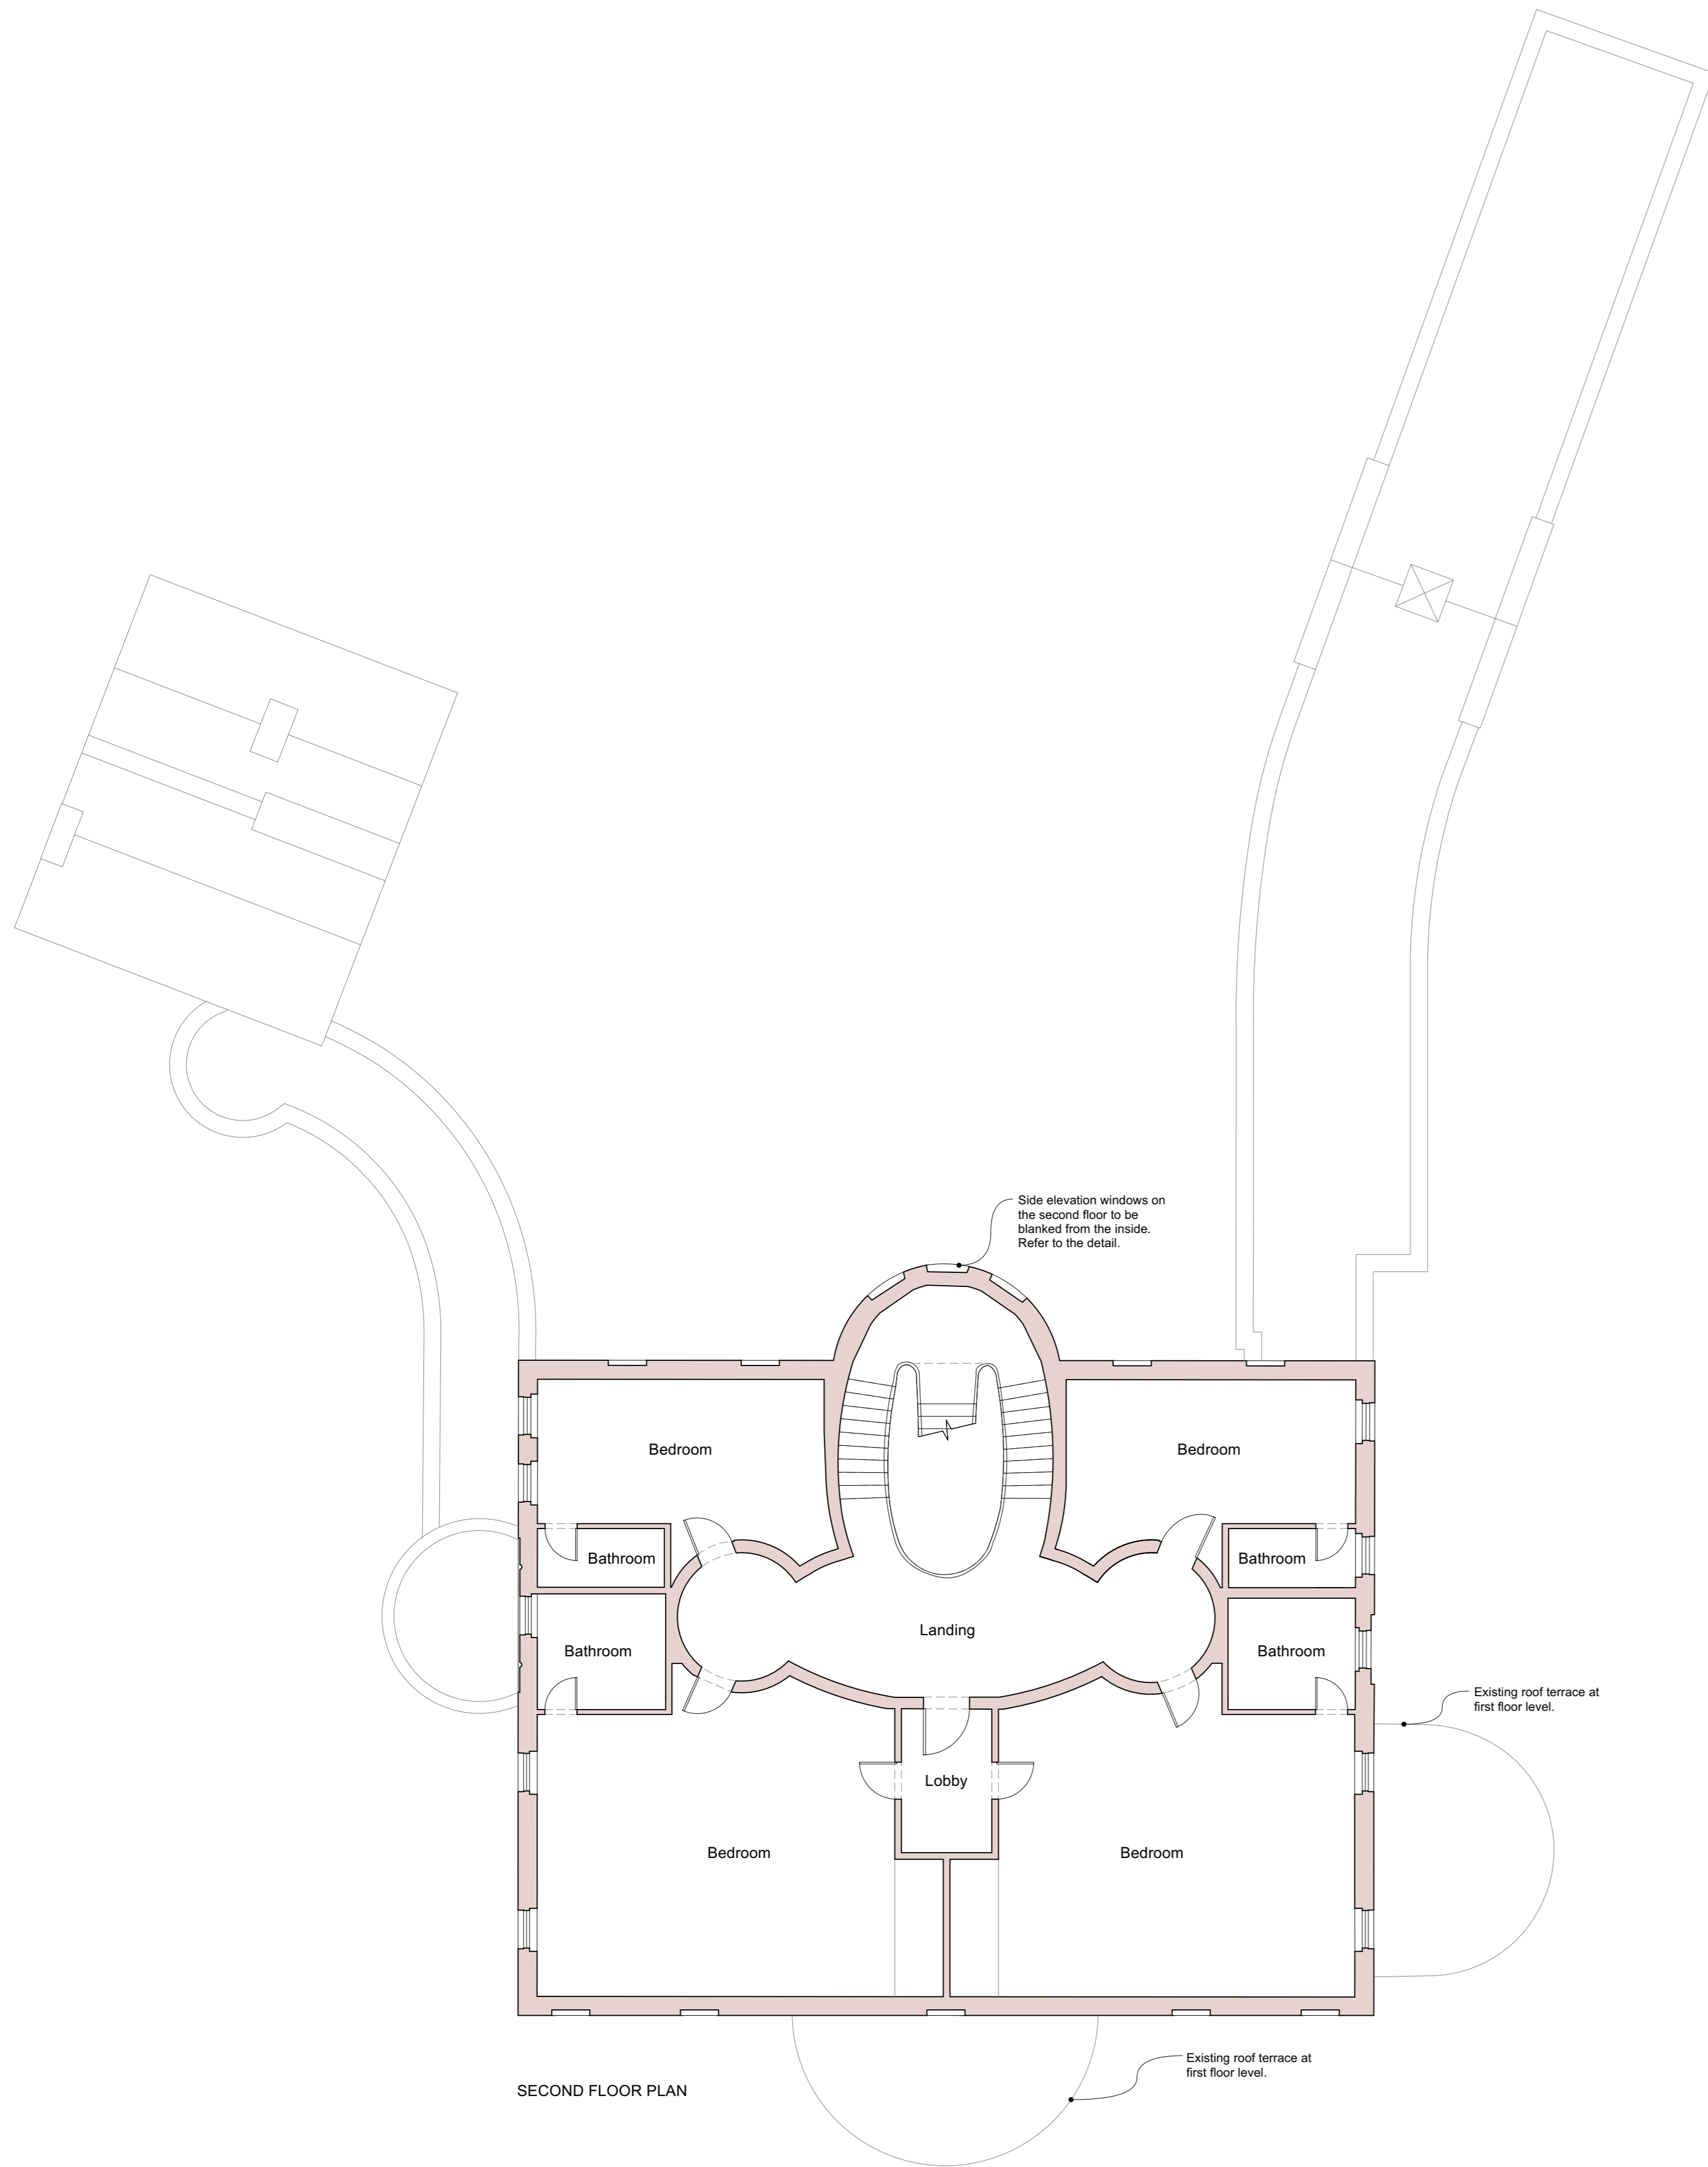 Side elevation windows on
the second floor to be
blanked from the inside.
Refer to the detail.
Bedroom
Bedroom
Bathroom
Bathroom
Landing
Bathroom
Bathroom
Existing roof terrace at
first floor level.
Lobby
Bedroom
Bedroom
Existing roof terrace at
first floor level.
SECOND FLOOR PLAN